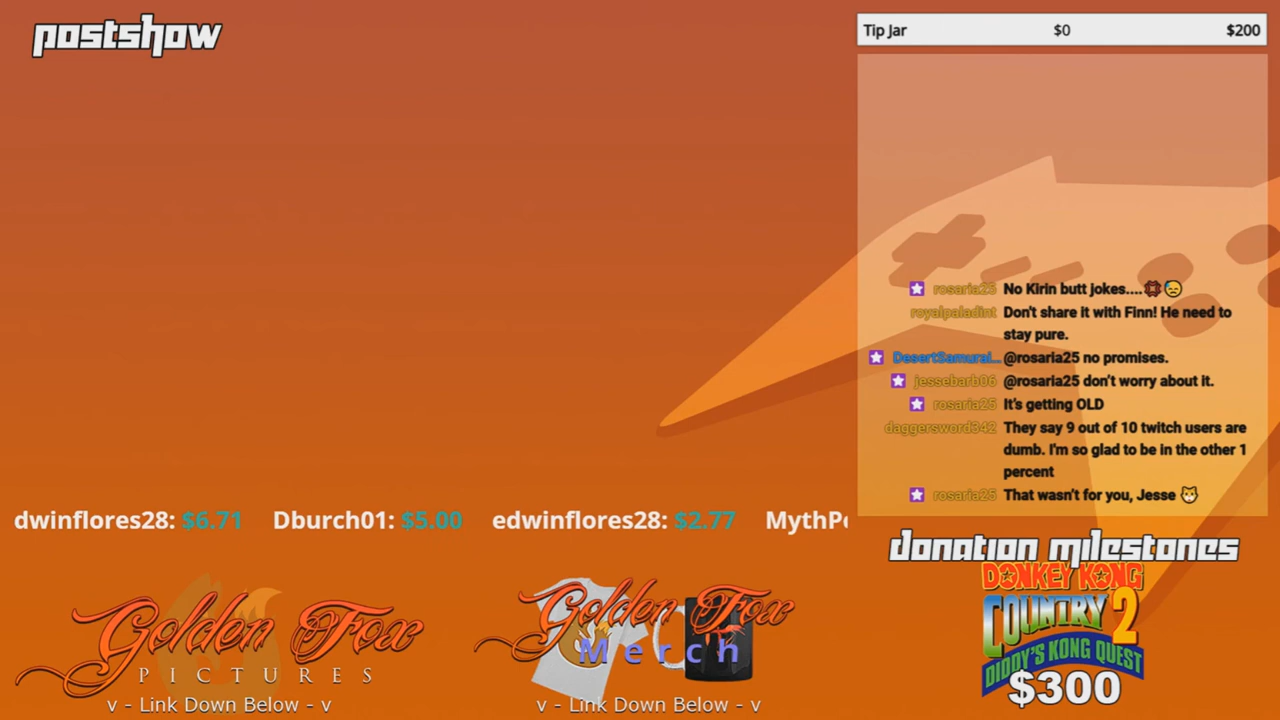 postshow
Tip Jar $0 $200
rosaria25 No Kirin butt jokes....
royalpaladint Don't share it with Finn! He need to
stay pure.
DesertSamurai... @rosaria25 no promises.
jessebarb06 @rosaria25 don't worry about it.
rosaria25 It's getting OLD
daggersword342 They say 9 out of 10 twitch users are
dumb. I'm so glad to be in the other 1
percent
rosaria25 That wasn't for you, Jesse
dwinflores28: $6.71 Dburch01: $5.00 edwinflores28: $2.77
donation milestones
DONKEY KONG
COUNTRY 2
DIDDY'S KONG QUEST
$300
Golden Fox
PICTURES
v - Link Down Below - v
Golden Fox
Merch
v - Link Down Below - v